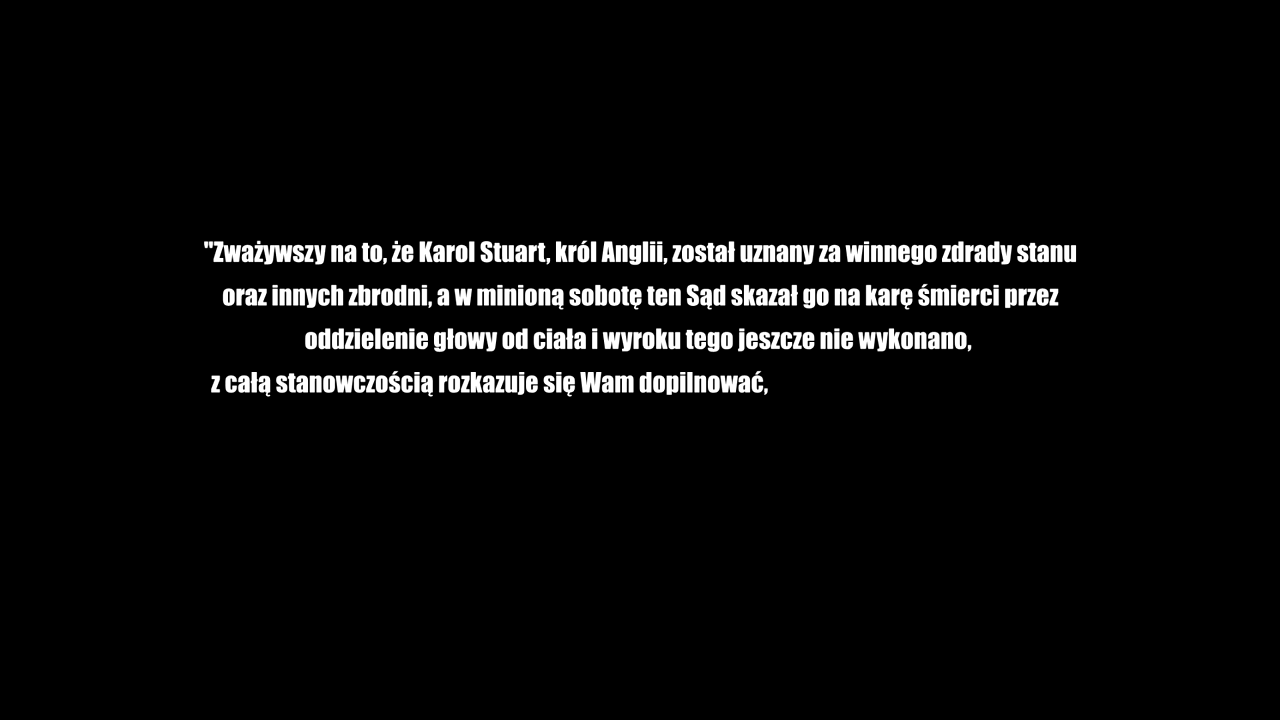 "Zważywszy na to, że Karol Stuart, król Anglii, został uznany za winnego zdrady stanu
oraz innych zbrodni, a w minioną sobotę ten Sąd skazał go na karę śmierci przez
oddzielenie głowy od ciała i wyroku tego jeszcze nie wykonano,
z całą stanowczością rozkazuje się Wam dopilnować,